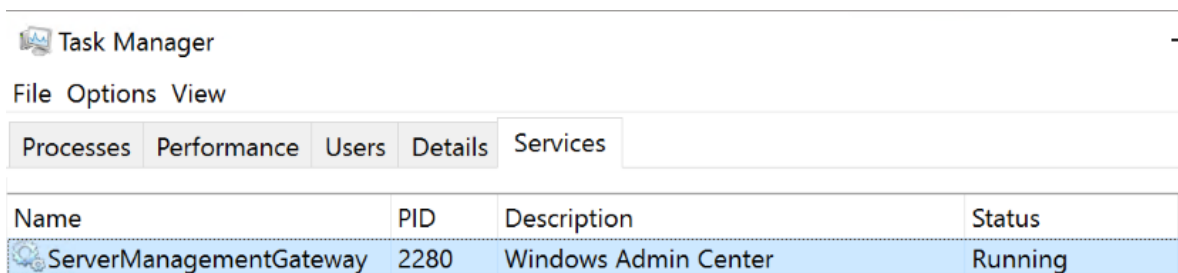 Task Manager
File Options View
Processes Performance Users Details Services
Name PID Description Status
ServerManagementGateway 2280 Windows Admin Center Running